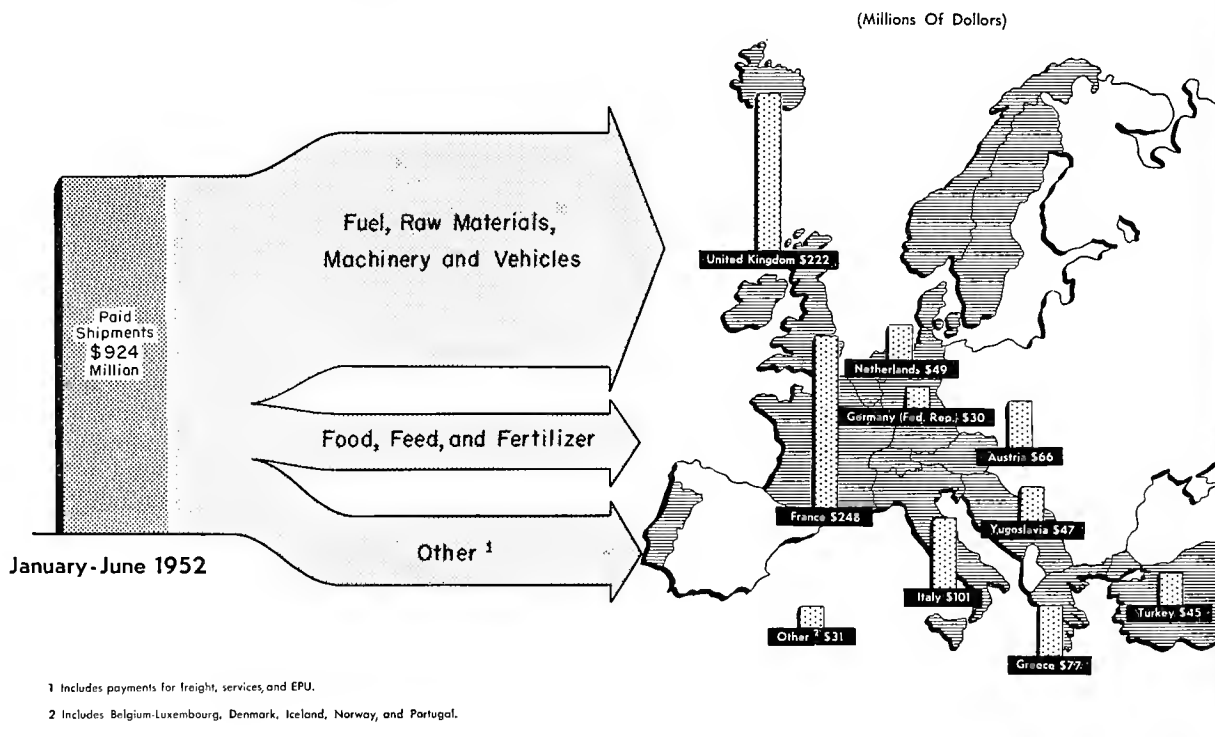 (Millions Of Dollars)
Fuel, Raw Materials,
Machinery and Vehicles
Paid
Shipments
$924
Million
Food, Feed, and Fertilizer
Other 1
January-June 1952
United Kingdom $222
Netherlands $49
Germany (Fed. Rep.) $30
Austria $66
France $248
Yugoslavia $47
Italy $101
Turkey $45
Other 2 $31
Greece $77
1 Includes payments for freight, services, and EPU.
2 Includes Belgium-Luxembourg, Denmark, Iceland, Norway, and Portugal.